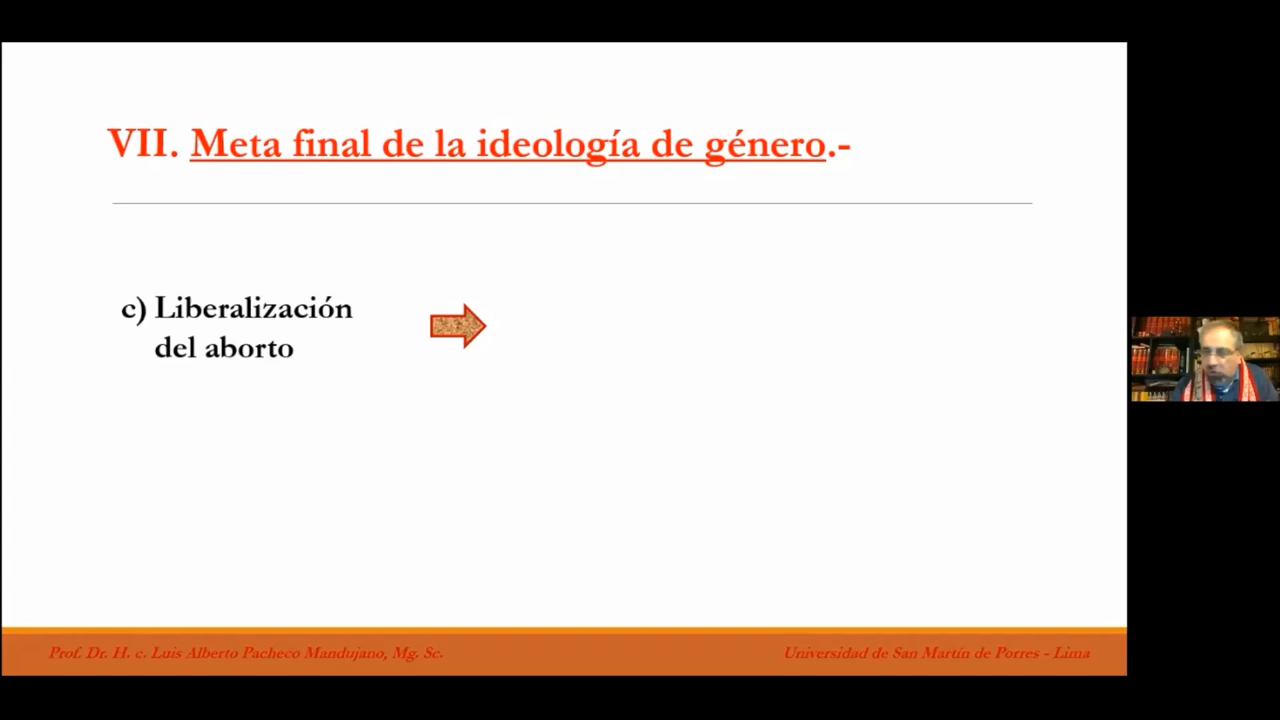 VII. Meta final de la ideología de género.-
c) Liberalización
del aborto
Prof. Dr. H. c. Luis Alberto Pacheco Mandujano, Mg. Sc.
Universidad de San Martín de Porres - Lima